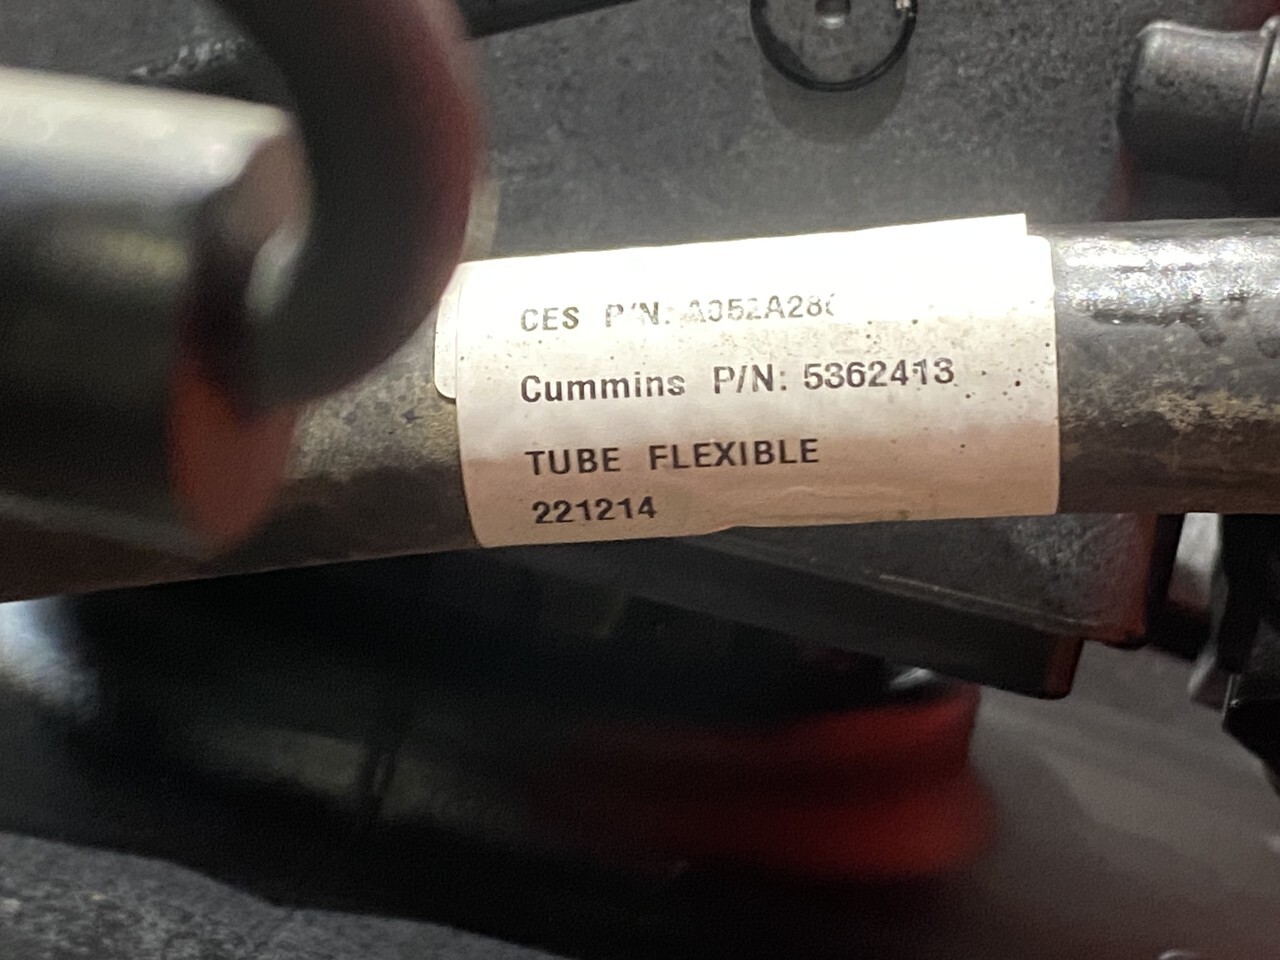 CES P/N:
Cummins P/N: 5362413
TUBE FLEXIBLE
221214